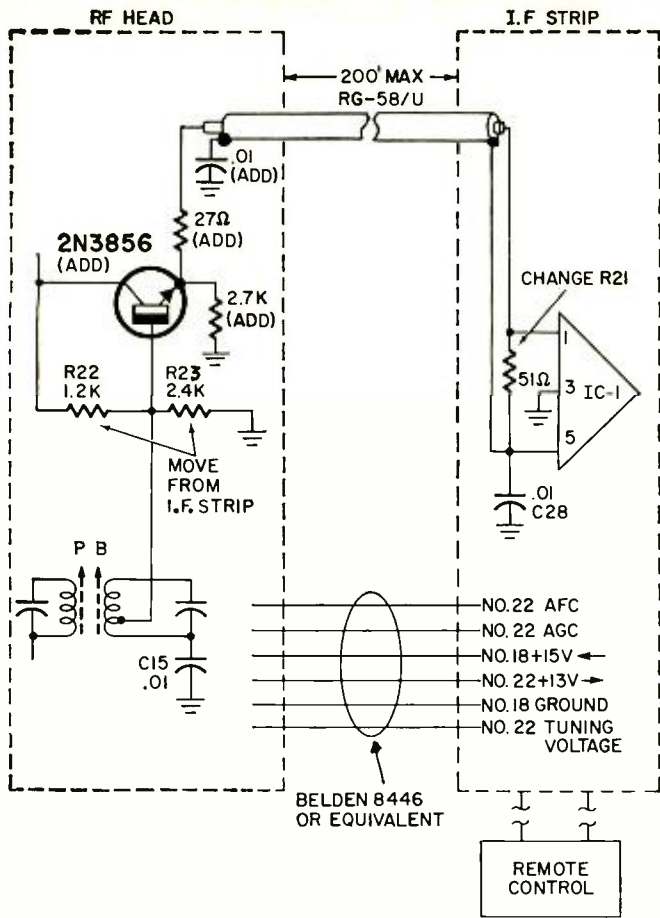 RF HEAD
I.F STRIP
200' MAX
RG-58/U
.01
(ADD)
27Ω
(ADD)
2N3856
(ADD)
2.7K
(ADD)
CHANGE R21
R22
1.2K
R23
2.4K
1
51Ω
3
IC-1
5
MOVE
FROM
I.F. STRIP
.01
C28
P B
C15
.01
NO. 22 AFC
NO. 22 AGC
NO. 18 +15V
NO. 22 +13V
NO. 18 GROUND
NO. 22 TUNING
VOLTAGE
BELDEN 8446
OR EQUIVALENT
REMOTE
CONTROL